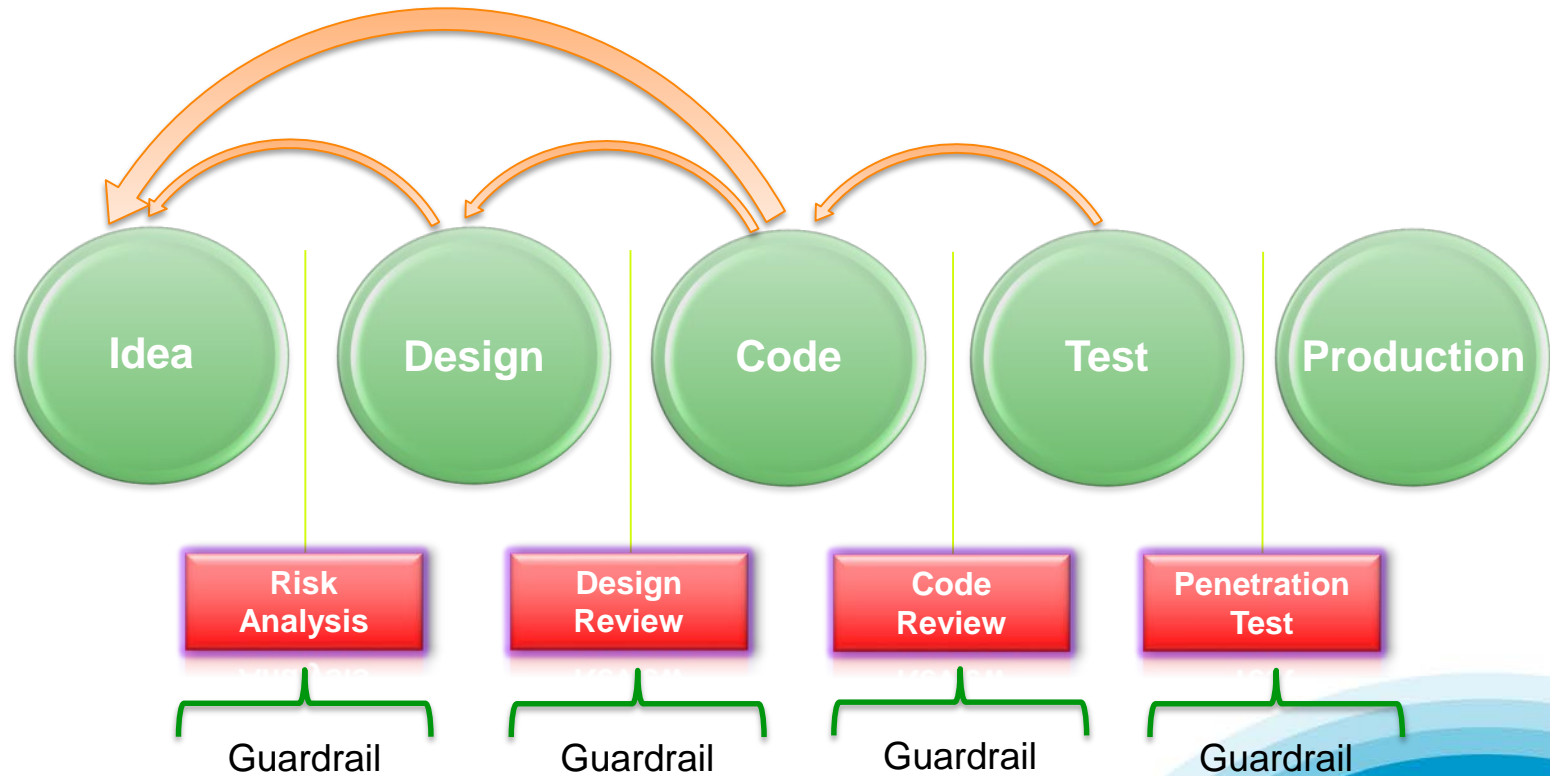 Idea
Design
Code
Test
Production
Risk
Analysis
Design
Review
Code
Review
Penetration
Test
Guardrail
Guardrail
Guardrail
Guardrail